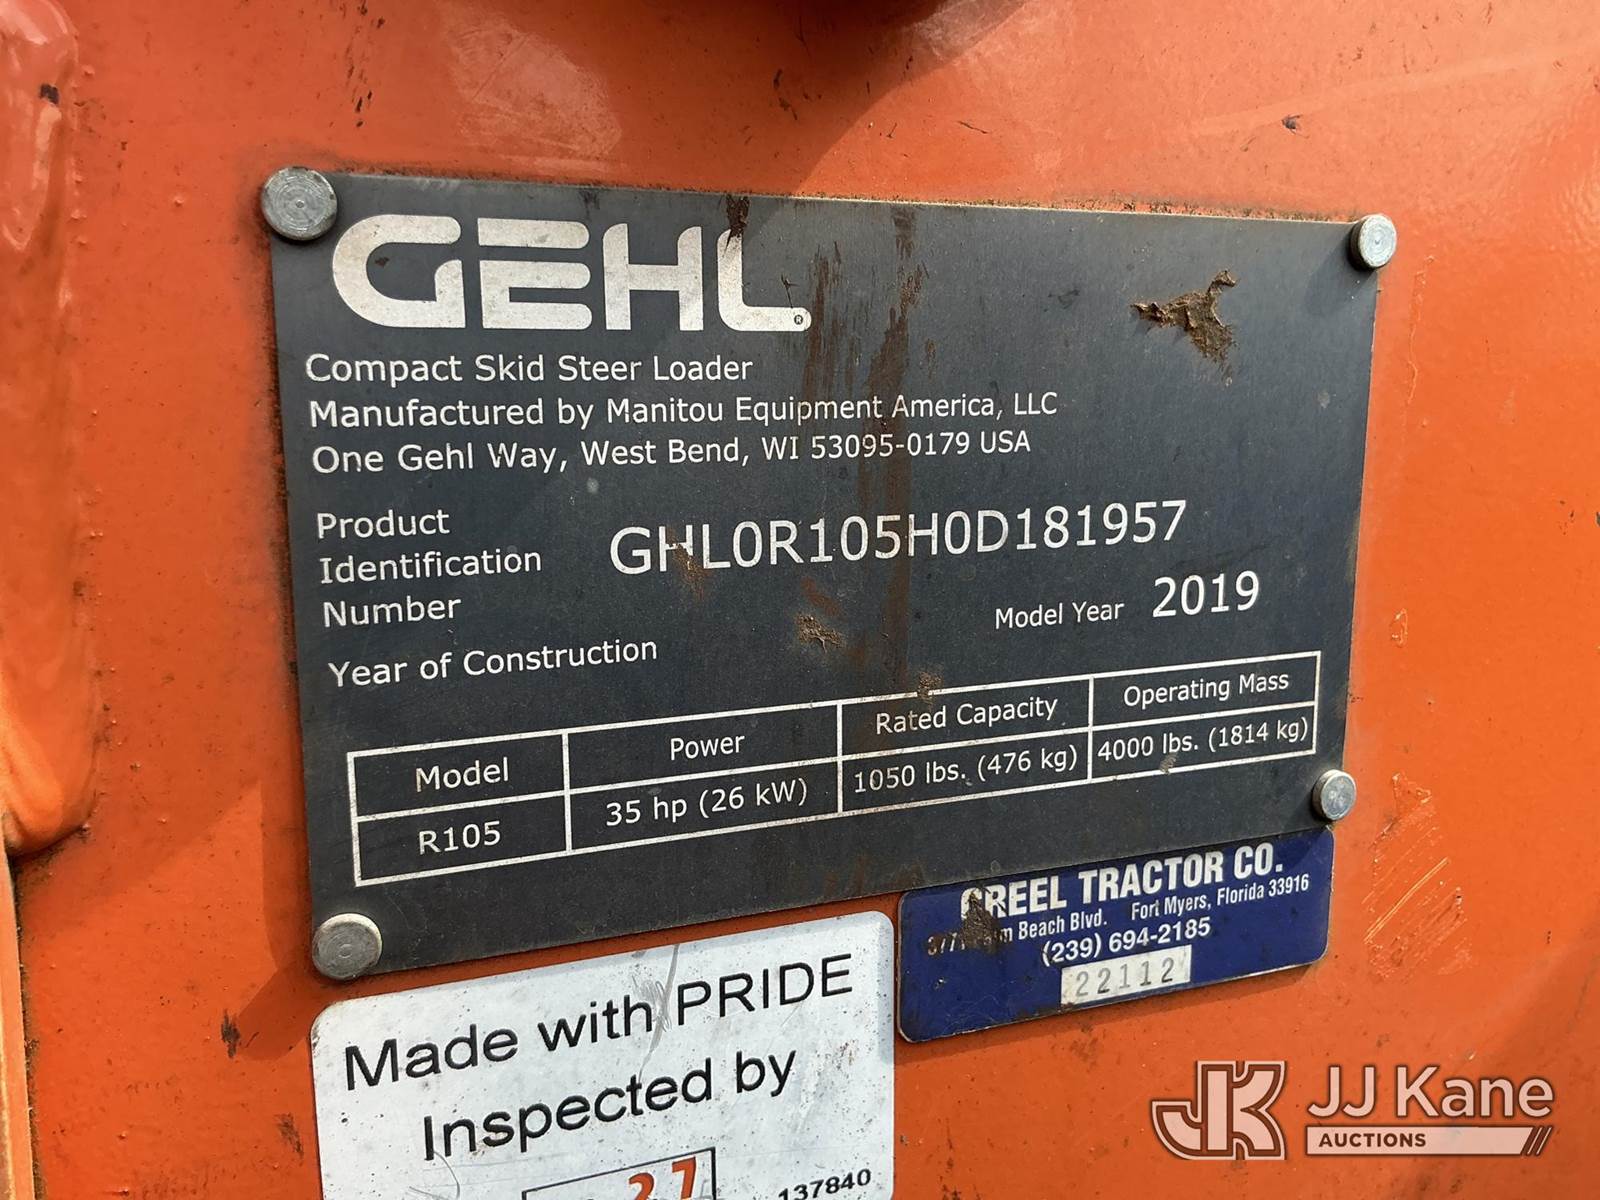 GEHL®
Compact Skid Steer Loader
Manufactured by Manitou Equipment America, LLC
One Gehl Way, West Bend, WI 53095-0179 USA
Product
Identification
Number
GHL0R105H0D181957
Model Year 2019
Year of Construction
Model Power Rated Capacity Operating Mass
R105 35 hp (26 kW) 1050 lbs. (476 kg) 4000 lbs. (1814 kg)
CREEL TRACTOR CO.
Beach Blvd. Fort Myers, Florida 33916
(239) 694-2185
22112
Made with PRIDE
Inspected by
27
137840
JK JJ Kane
AUCTIONS